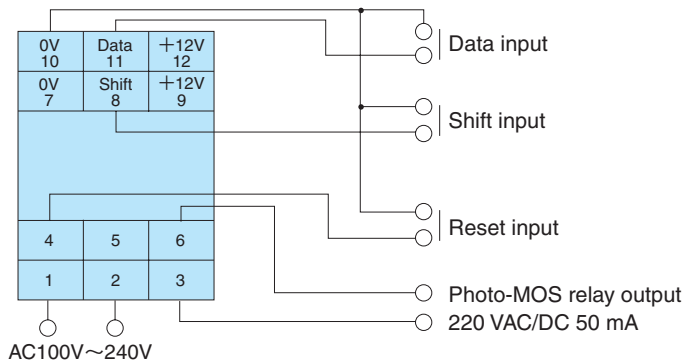 0V Data +12V
10 11 12
0V Shift +12V
7 8 9
4 5 6
1 2 3
AC100V～240V
Data input
Shift input
Reset input
Photo-MOS relay output
220 VAC/DC 50 mA